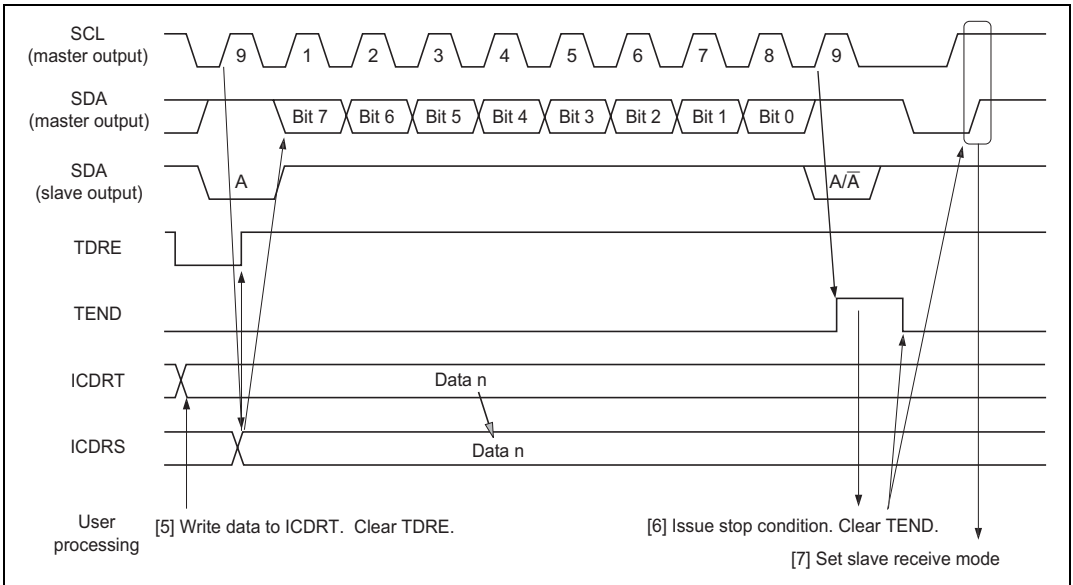 SCL
(master output)
9 1 2 3 4 5 6 7 8 9
SDA
(master output)
Bit 7 Bit 6 Bit 5 Bit 4 Bit 3 Bit 2 Bit 1 Bit 0
SDA
(slave output)
A A/A̅
TDRE
TEND
ICDRT
Data n
ICDRS
Data n
User
processing
[5] Write data to ICDRT. Clear TDRE.
[6] Issue stop condition. Clear TEND.
[7] Set slave receive mode